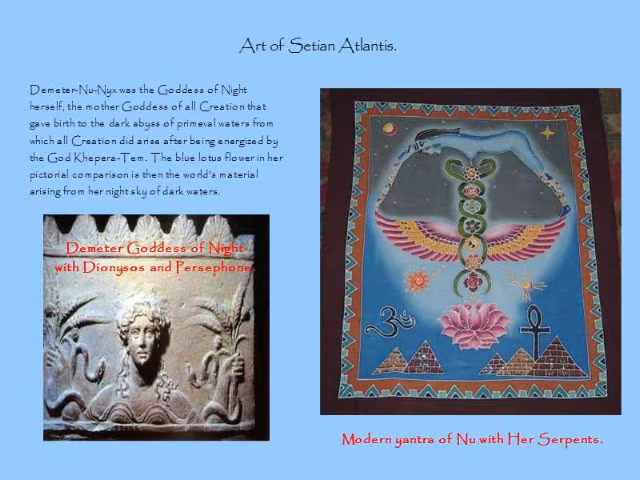 Art of Setian Atlantis.
Demeter-Nu-Nyx was the Goddess of Night
herself, the mother Goddess of all Creation that
gave birth to the dark abyss of primeval waters from
which all Creation did arise after being energized by
the God Khepera-Tem. The blue lotus flower in her
pictorial comparison is then the world's material
arising from her night sky of dark waters.
Demeter Goddess of Night
with Dionysos and Persephone.
ॐ
Modern yantra of Nu with Her Serpents.